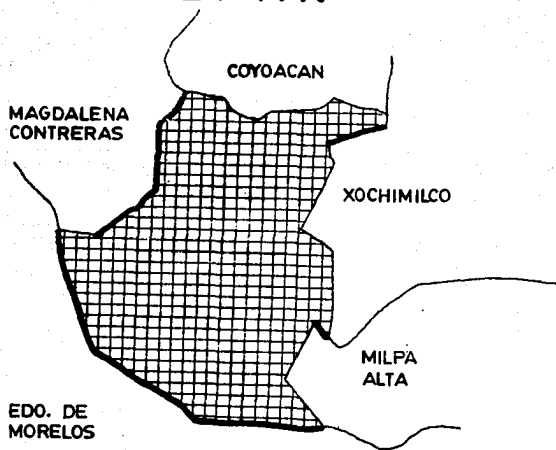 COYOACAN
MAGDALENA
CONTRERAS
XOCHIMILCO
MILPA
ALTA
EDO. DE
MORELOS